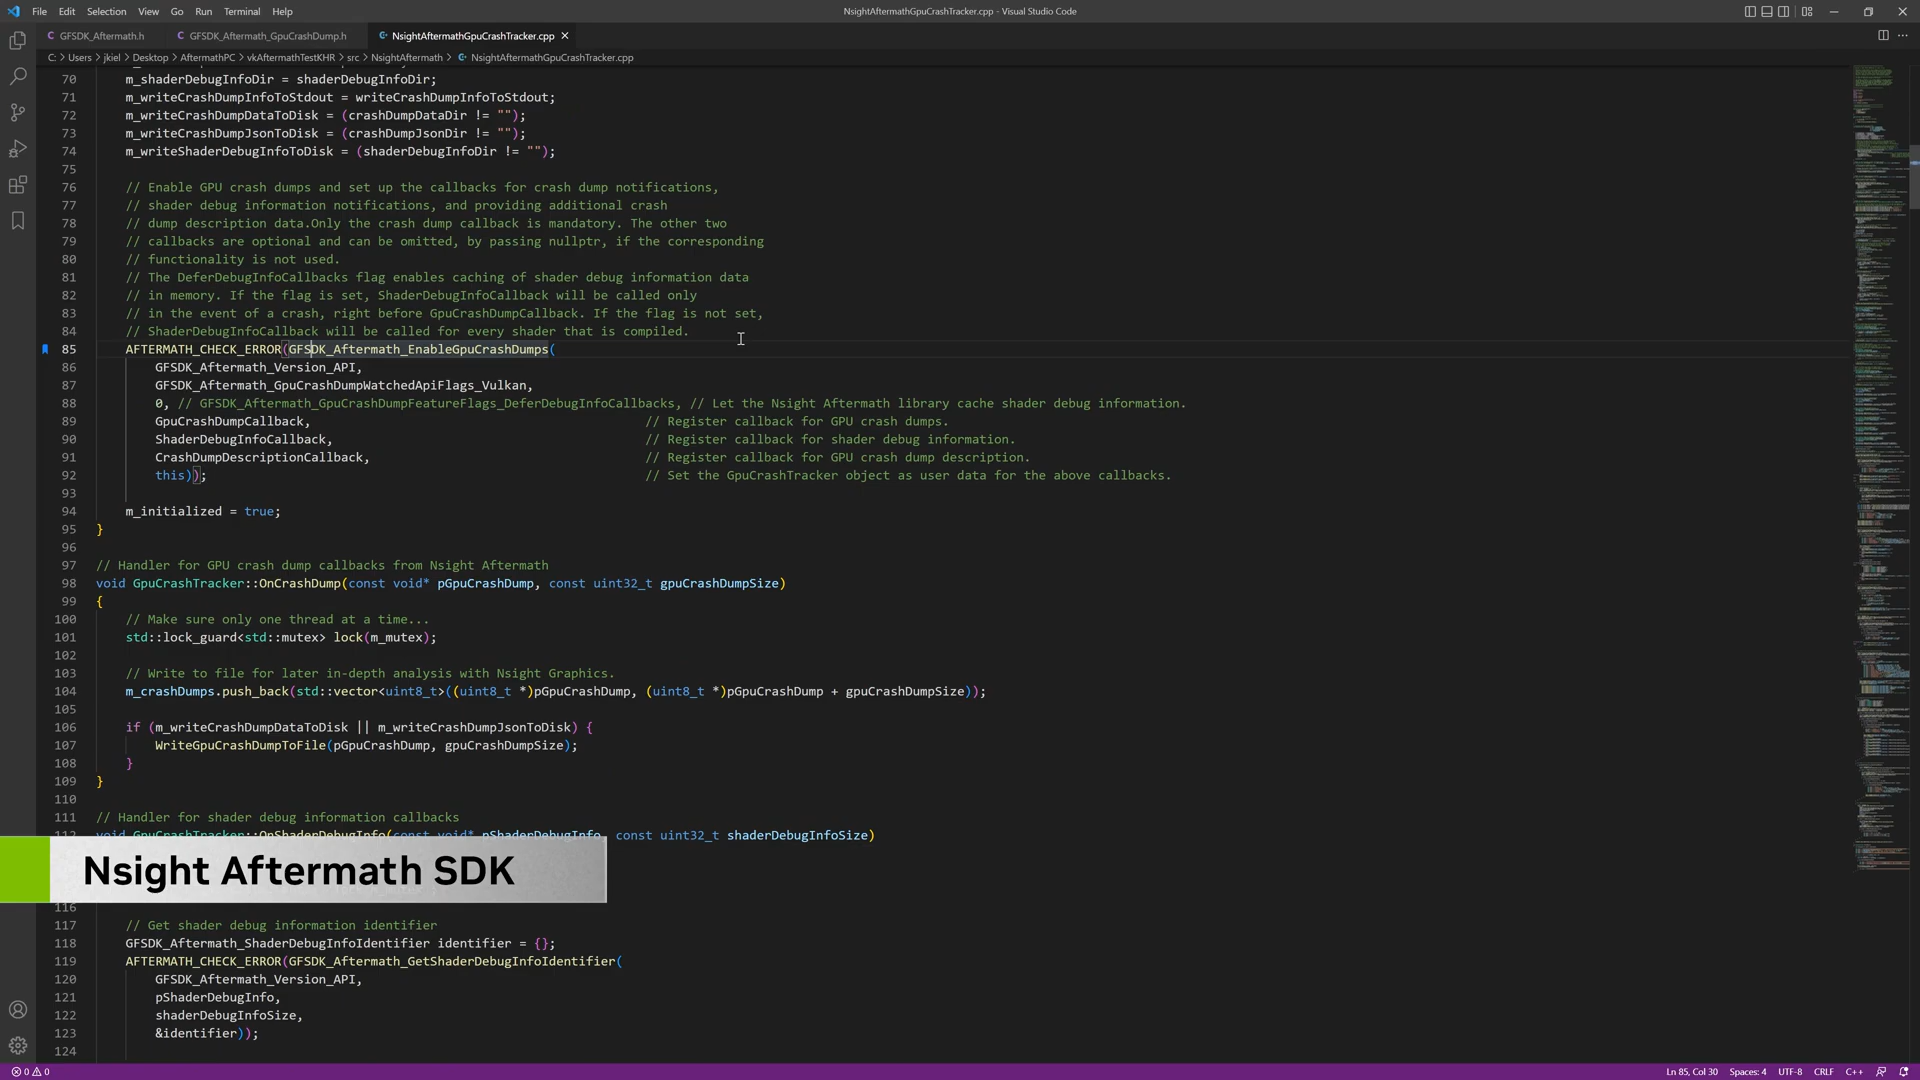 File Edit Selection View Go Run Terminal Help
NsightAftermathGpuCrashTracker.cpp - Visual Studio Code
C GFSDK_Aftermath.h
C GFSDK_Aftermath_GpuCrashDump.h
NsightAftermathGpuCrashTracker.cpp
C: > Users > jkiel > Desktop > AftermathPC > vkAftermathTestKHR > src > NsightAftermath > NsightAftermathGpuCrashTracker.cpp
70 m_shaderDebugInfoDir = shaderDebugInfoDir;
71 m_writeCrashDumpInfoToStdout = writeCrashDumpInfoToStdout;
72 m_writeCrashDumpDataToDisk = (crashDumpDataDir != "");
73 m_writeCrashDumpJsonToDisk = (crashDumpJsonDir != "");
74 m_writeShaderDebugInfoToDisk = (shaderDebugInfoDir != "");
75
76 // Enable GPU crash dumps and set up the callbacks for crash dump notifications,
77 // shader debug information notifications, and providing additional crash
78 // dump description data.Only the crash dump callback is mandatory. The other two
79 // callbacks are optional and can be omitted, by passing nullptr, if the corresponding
80 // functionality is not used.
81 // The DeferDebugInfoCallbacks flag enables caching of shader debug information data
82 // in memory. If the flag is set, ShaderDebugInfoCallback will be called only
83 // in the event of a crash, right before GpuCrashDumpCallback. If the flag is not set,
84 // ShaderDebugInfoCallback will be called for every shader that is compiled.
85 AFTERMATH_CHECK_ERROR(GFSDK_Aftermath_EnableGpuCrashDumps(
86 GFSDK_Aftermath_Version_API,
87 GFSDK_Aftermath_GpuCrashDumpWatchedApiFlags_Vulkan,
88 0, // GFSDK_Aftermath_GpuCrashDumpFeatureFlags_DeferDebugInfoCallbacks, // Let the Nsight Aftermath library cache shader debug information.
89 GpuCrashDumpCallback, // Register callback for GPU crash dumps.
90 ShaderDebugInfoCallback, // Register callback for shader debug information.
91 CrashDumpDescriptionCallback, // Register callback for GPU crash dump description.
92 this)); // Set the GpuCrashTracker object as user data for the above callbacks.
93
94 m_initialized = true;
95 }
96
97 // Handler for GPU crash dump callbacks from Nsight Aftermath
98 void GpuCrashTracker::OnCrashDump(const void* pGpuCrashDump, const uint32_t gpuCrashDumpSize)
99 {
100 // Make sure only one thread at a time...
101 std::lock_guard<std::mutex> lock(m_mutex);
102
103 // Write to file for later in-depth analysis with Nsight Graphics.
104 m_crashDumps.push_back(std::vector<uint8_t>((uint8_t *)pGpuCrashDump, (uint8_t *)pGpuCrashDump + gpuCrashDumpSize));
105
106 if (m_writeCrashDumpDataToDisk || m_writeCrashDumpJsonToDisk) {
107 WriteGpuCrashDumpToFile(pGpuCrashDump, gpuCrashDumpSize);
108 }
109 }
110
111 // Handler for shader debug information callbacks
112 void GpuCrashTracker::OnShaderDebugInfo(const void* pShaderDebugInfo, const uint32_t shaderDebugInfoSize)
Nsight Aftermath SDK
116
117 // Get shader debug information identifier
118 GFSDK_Aftermath_ShaderDebugInfoIdentifier identifier = {};
119 AFTERMATH_CHECK_ERROR(GFSDK_Aftermath_GetShaderDebugInfoIdentifier(
120 GFSDK_Aftermath_Version_API,
121 pShaderDebugInfo,
122 shaderDebugInfoSize,
123 &identifier));
124
0 0 Ln 85, Col 30 Spaces: 4 UTF-8 CRLF C++